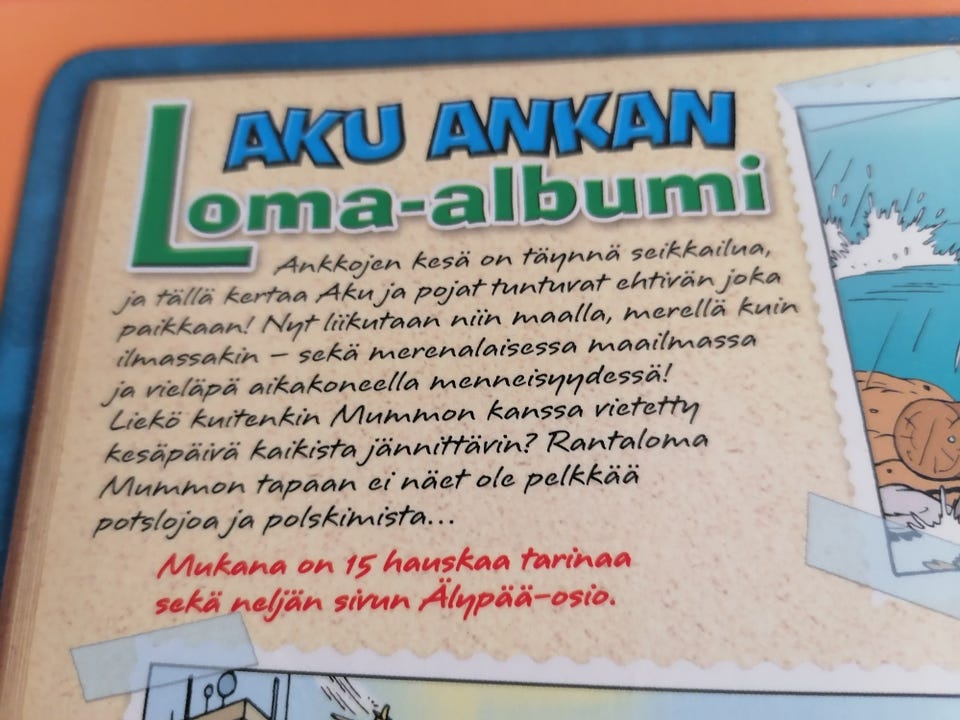 AKU ANKAN
Loma-albumi
Ankkojen kesä on täynnä seikkailua,
ja tällä kertaa Aku ja pojat tuntuvat ehtivän joka
paikkaan! Nyt liikutaan niin maalla, merellä kuin
ilmassakin – sekä merenalaisessa maailmassa
ja vieläpä aikakoneella menneisyydessä!
Liekö kuitenkin Mummon kanssa vietetty
kesäpäivä kaikista jännittävin? Rantaloma
Mummon tapaan ei näet ole pelkkää
potslojoa ja polskimista...
Mukana on 15 hauskaa tarinaa
sekä neljän sivun Älypää-osio.